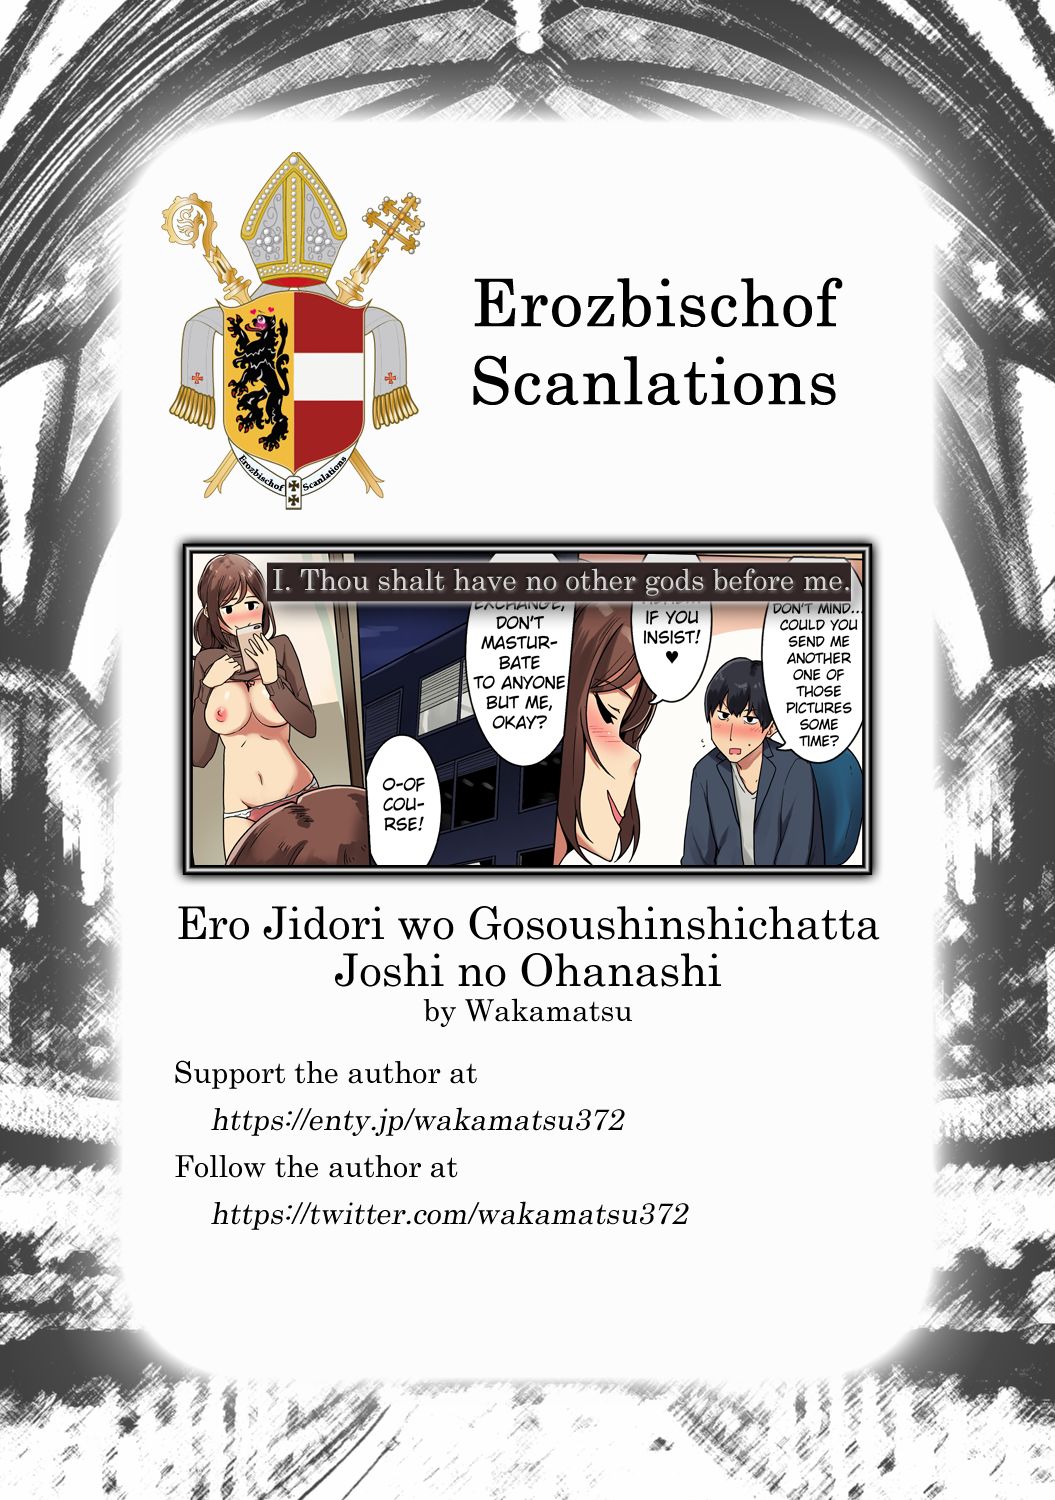 Erozbischof
Scanlations
Erozbischof Scanlations
I. Thou shalt have no other gods before me.
EXCHANGE,
DON'T
MASTUR-
BATE
TO ANYONE
BUT ME,
OKAY?
O-OF
COU-
RSE!
IF YOU
INSIST!
♥
DON'T MIND...
COULD YOU
SEND ME
ANOTHER
ONE OF
THOSE
PICTURES
SOME
TIME?
Ero Jidori wo Gosoushinshichatta
Joshi no Ohanashi
by Wakamatsu
Support the author at
https://enty.jp/wakamatsu372
Follow the author at
https://twitter.com/wakamatsu372